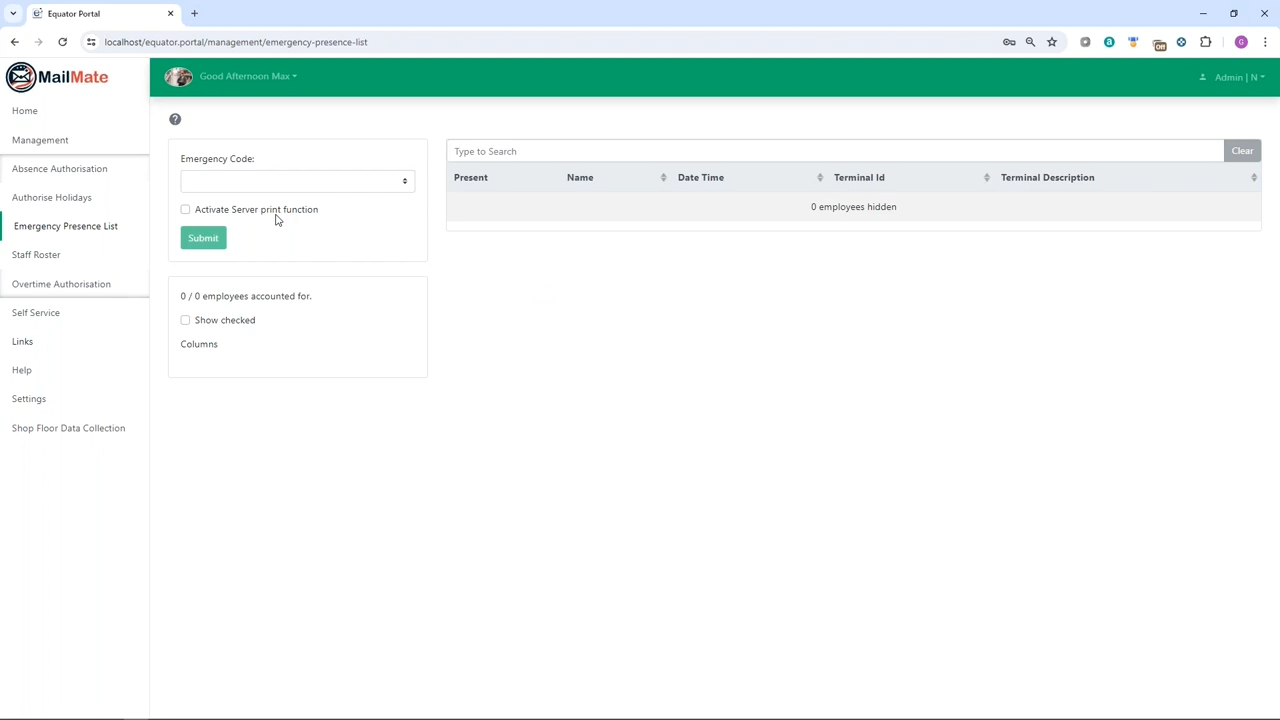 Equator Portal
localhost/equator.portal/management/emergency-presence-list
Off
G
MailMate
Good Afternoon Max
Admin | N
Home
Management
Absence Authorisation
Authorise Holidays
Emergency Presence List
Staff Roster
Overtime Authorisation
Self Service
Links
Help
Settings
Shop Floor Data Collection
?
Emergency Code:
Activate Server print function
Submit
0 / 0 employees accounted for.
Show checked
Columns
Type to Search
Clear
Present Name Date Time Terminal Id Terminal Description
0 employees hidden